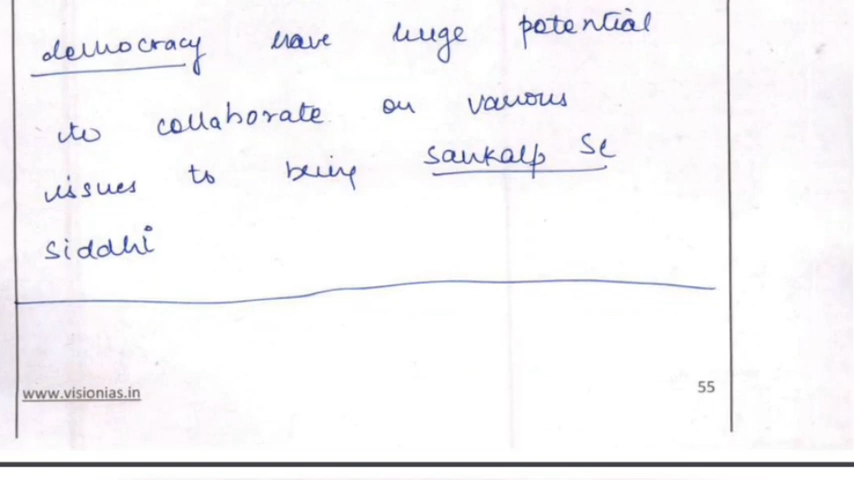 democracy have huge potential
to collaborate on various
issues to bring Sankalp Se
Siddhi
www.visionias.in
55